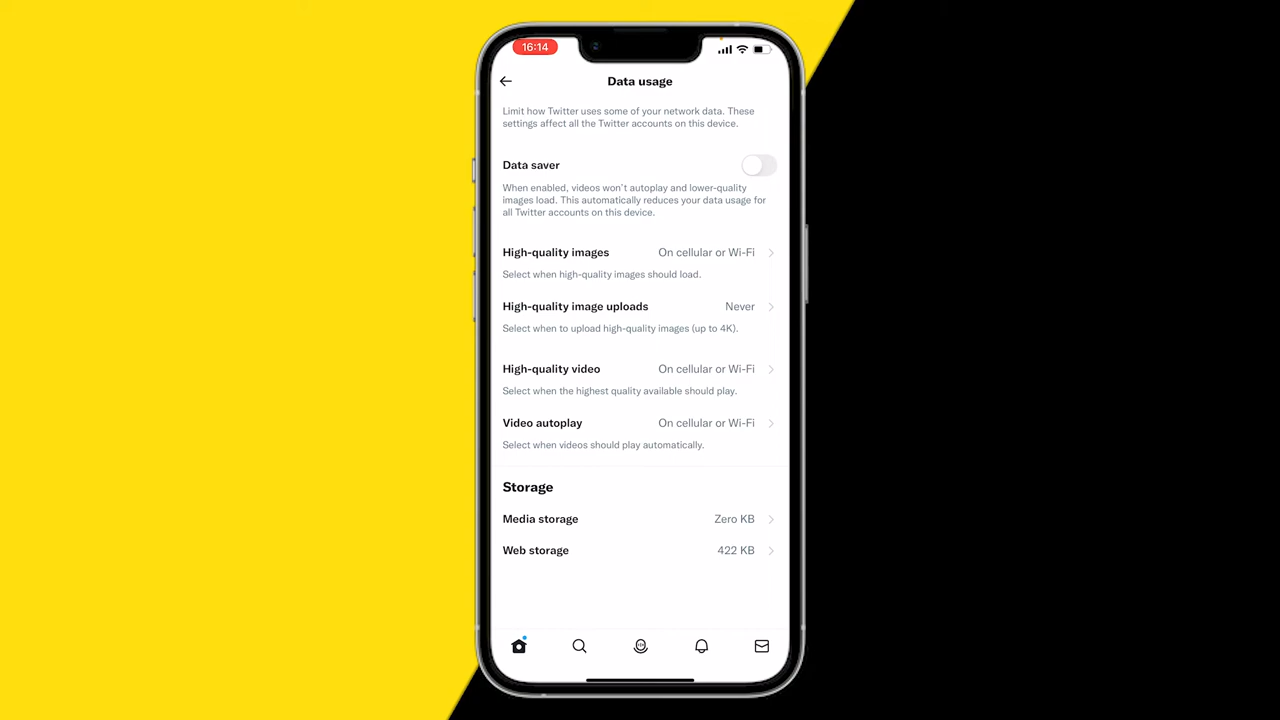 16:14
Data usage
Limit how Twitter uses some of your network data. These
settings affect all the Twitter accounts on this device.
Data saver
When enabled, videos won't autoplay and lower-quality
images load. This automatically reduces your data usage for
all Twitter accounts on this device.
High-quality images On cellular or Wi-Fi
Select when high-quality images should load.
High-quality image uploads Never
Select when to upload high-quality images (up to 4K).
High-quality video On cellular or Wi-Fi
Select when the highest quality available should play.
Video autoplay On cellular or Wi-Fi
Select when videos should play automatically.
Storage
Media storage Zero KB
Web storage 422 KB